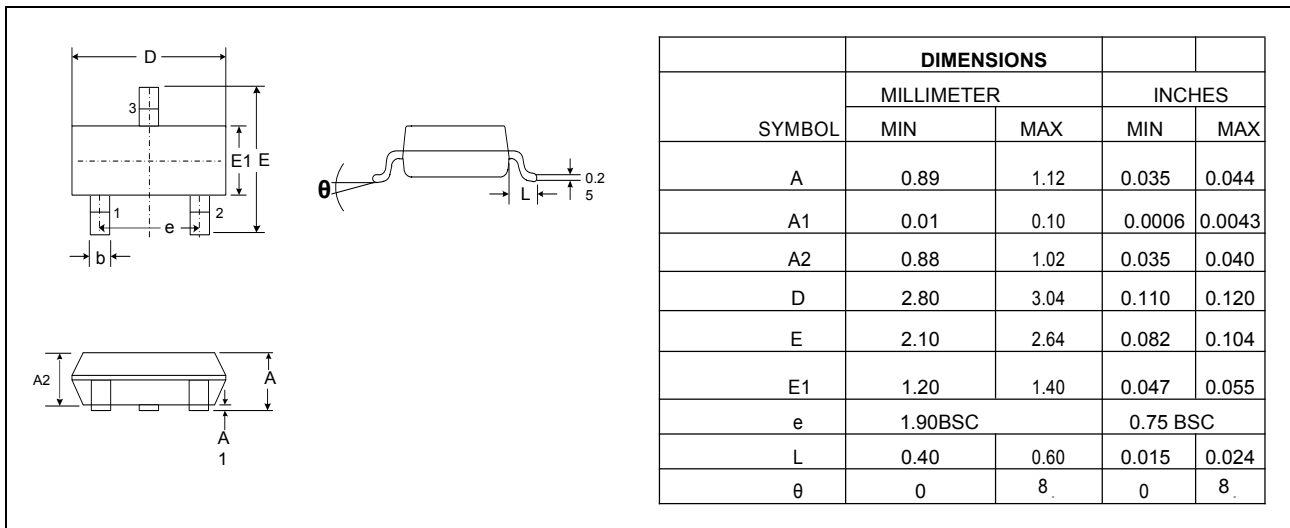 D
3
E1 E
1
2
e
b
θ
L
0.2
5
A2
A
A
1
DIMENSIONS
MILLIMETER INCHES
SYMBOL MIN MAX MIN MAX
A 0.89 1.12 0.035 0.044
A1 0.01 0.10 0.0006 0.0043
A2 0.88 1.02 0.035 0.040
D 2.80 3.04 0.110 0.120
E 2.10 2.64 0.082 0.104
E1 1.20 1.40 0.047 0.055
e 1.90BSC 0.75 BSC
L 0.40 0.60 0.015 0.024
θ 0 8. 0 8.